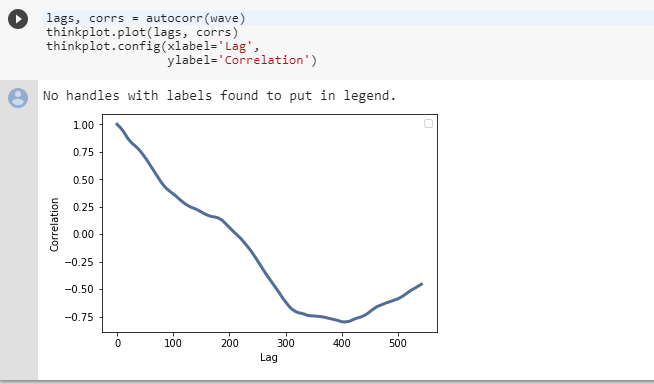 lags, corrs = autocorr(wave)
thinkplot.plot(lags, corrs)
thinkplot.config(xlabel='Lag',
ylabel='Correlation')
No handles with labels found to put in legend.
1.00
0.75
0.50
0.25
0.00
−0.25
−0.50
−0.75
Correlation
0 100 200 300 400 500
Lag